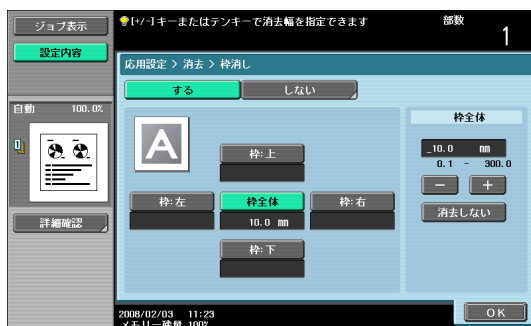 ジョブ表示
[+/-]キーまたはテンキーで消去幅を指定できます
部数
1
設定内容
応用設定 > 消去 > 枠消し
する
しない
自動 100.0%
枠全体
A
枠:上
_10.0 mm
0.1 - 300.0
− +
枠:左
枠全体
枠:右
消去しない
10.0 mm
詳細確認
枠:下
2008/02/03 11:23
OK
メモリー残量 100%